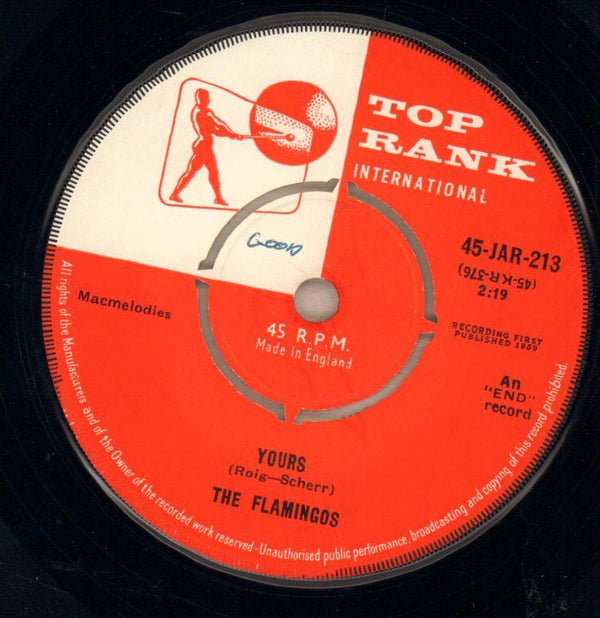 TOP
RANK
INTERNATIONAL
Good
45-JAR-213
(45-K-R-376)
2:19
Macmelodies
45 R.P.M.
Made in England
RECORDING FIRST
PUBLISHED 1959
An
"END"
record
YOURS
(Roig—Scherr)
THE FLAMINGOS
All rights of the Manufacturers and of the Owner of the recorded work reserved - Unauthorised public performance, broadcasting and copying of this record prohibited.